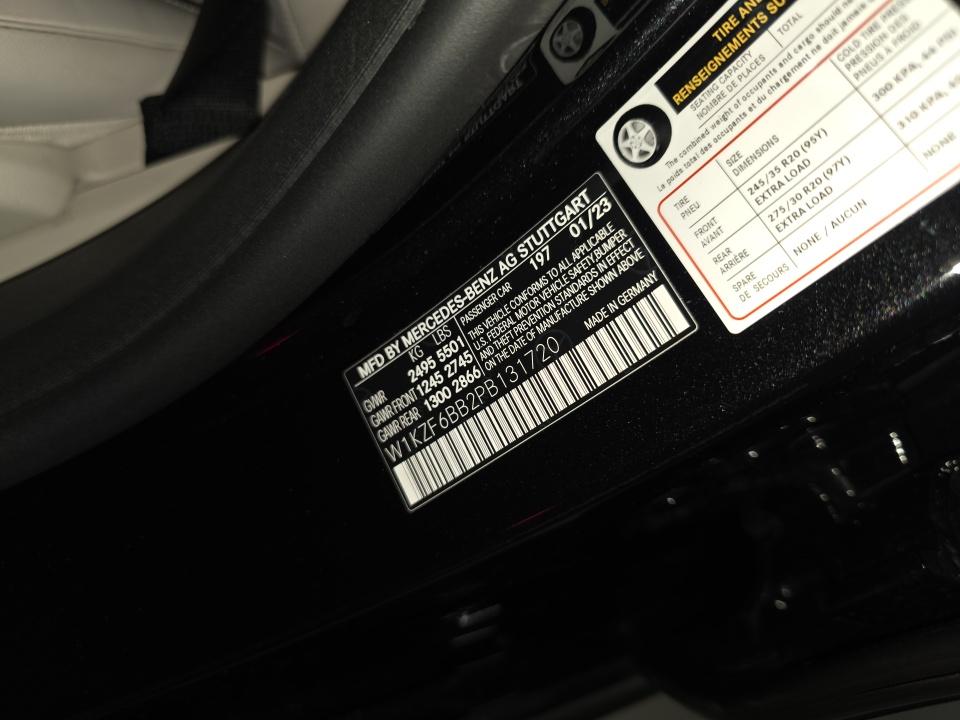 MFD BY MERCEDES-BENZ AG STUTTGART
KG LBS
GVWR 2495 5501
GAWR FRONT 1245 2745
GAWR REAR 1300 2866
PASSENGER CAR 197 01/23
THIS VEHICLE CONFORMS TO ALL APPLICABLE
U.S. FEDERAL MOTOR VEHICLE SAFETY, BUMPER
AND THEFT PREVENTION STANDARDS IN EFFECT
ON THE DATE OF MANUFACTURE SHOWN ABOVE.
MADE IN GERMANY
W1KZF6BB2PB131720
TIRE AND
RENSEIGNEMENTS SU
SEATING CAPACITY
NOMBRE DE PLACES
TOTAL
The combined weight of occupants and cargo should ne
Le poids total des occupants et du chargement ne doit jamais
TIRE
PNEU
SIZE
DIMENSIONS
COLD TIRE PRES
PRESSION DES
PNEUS A FROID
FRONT
AVANT
245/35 R20 (95Y)
EXTRA LOAD
300 KPA,
REAR
ARRIÈRE
275/30 R20 (97Y)
EXTRA LOAD
310 KPA,
SPARE
DE SECOURS
NONE / AUCUN
NONE